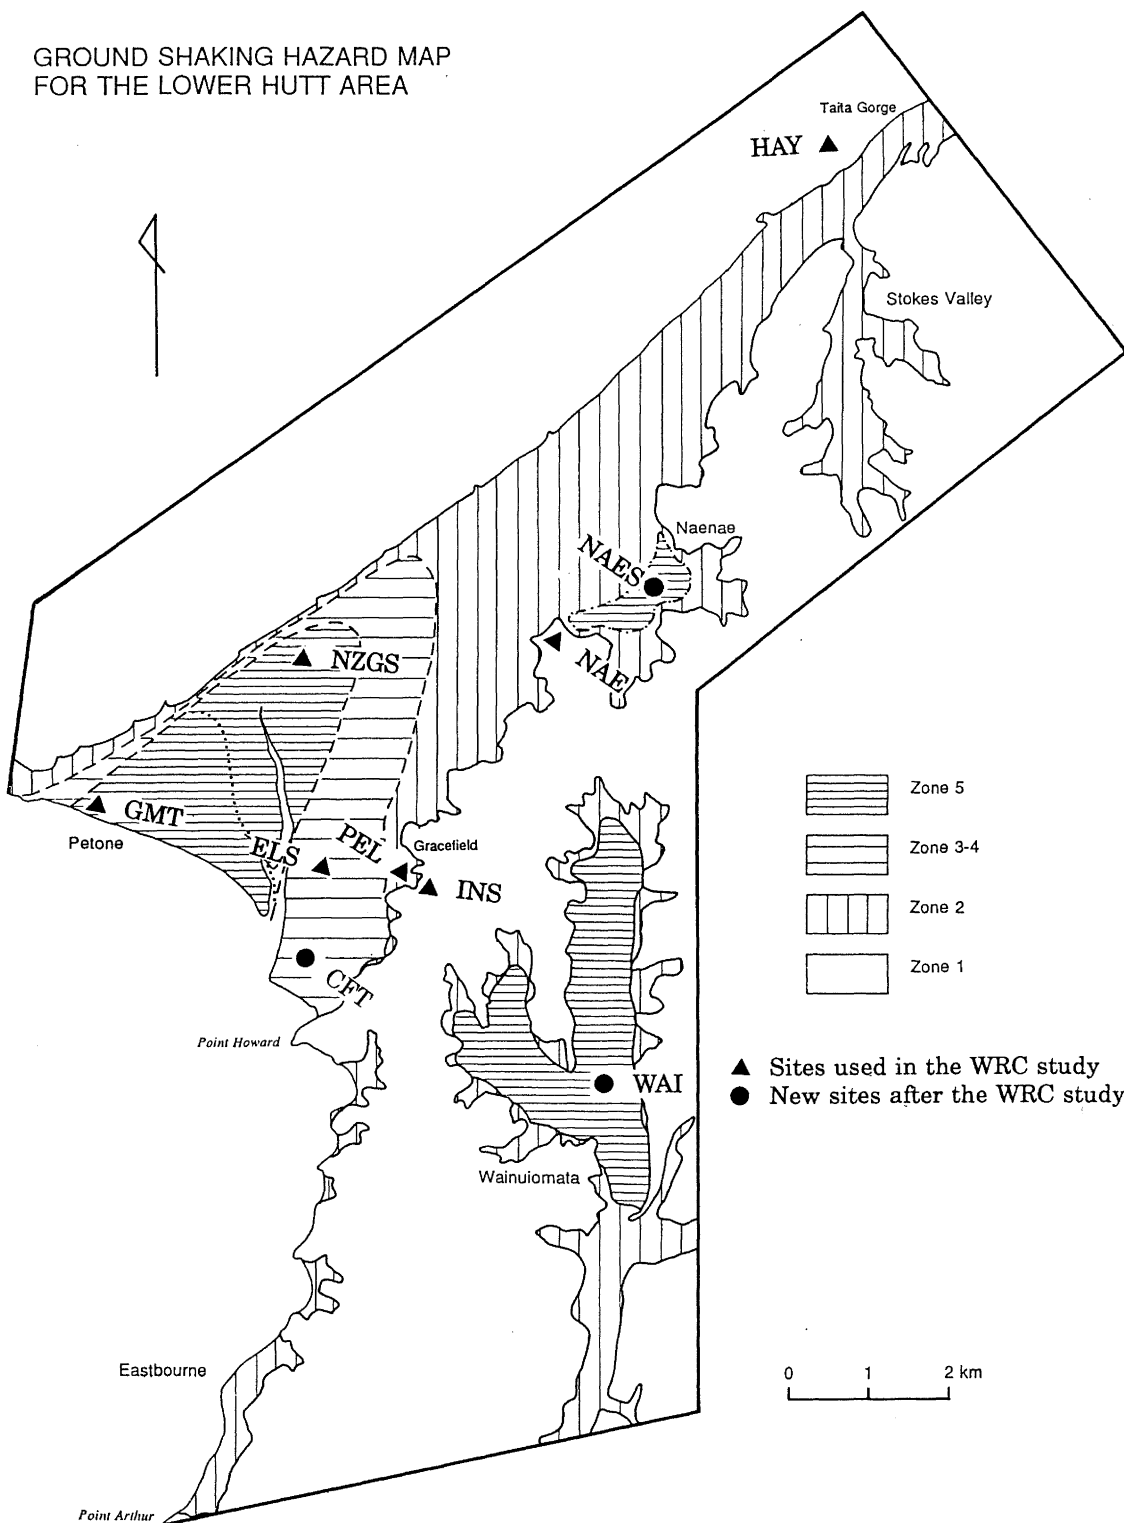 GROUND SHAKING HAZARD MAP
FOR THE LOWER HUTT AREA
Taita Gorge
HAY
Stokes Valley
Naenae
NAES
NZGS
NAE
GMT
Petone
ELS
PEL
Gracefield
INS
CFT
Point Howard
WAI
Wainuiomata
Eastbourne
Point Arthur
Zone 5
Zone 3-4
Zone 2
Zone 1
Sites used in the WRC study
New sites after the WRC study
0 1 2 km